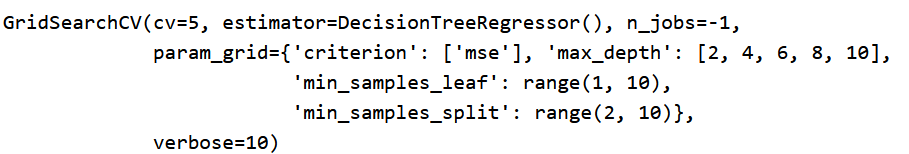 GridSearchCV(cv=5, estimator=DecisionTreeRegressor(), n_jobs=-1,
             param_grid={'criterion': ['mse'], 'max_depth': [2, 4, 6, 8, 10],
                         'min_samples_leaf': range(1, 10),
                         'min_samples_split': range(2, 10)},
             verbose=10)